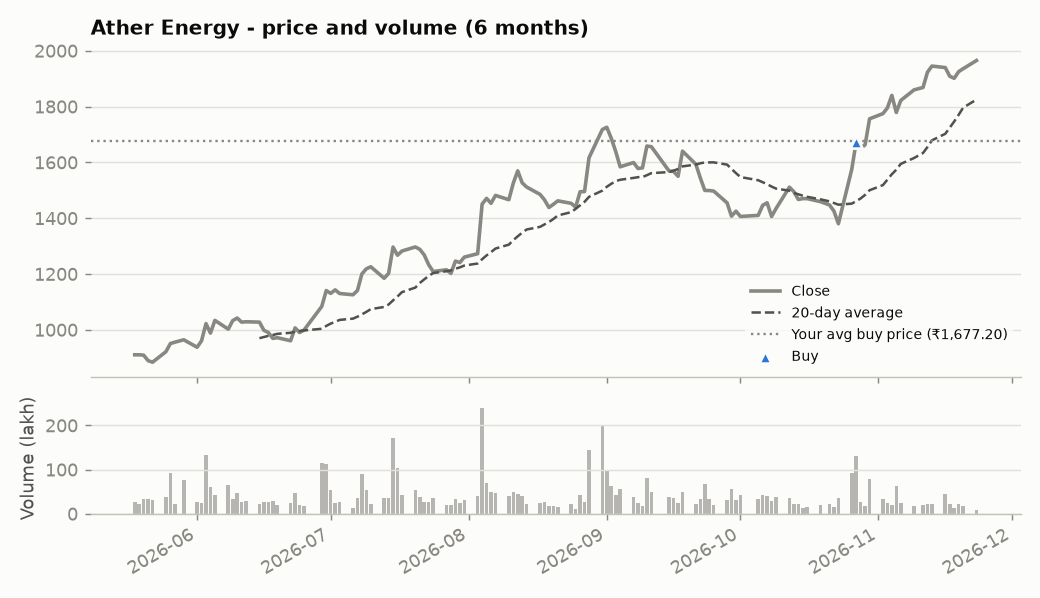 Ather Energy - price and volume (6 months)
2000
1800
1600
1400
1200
1000
Close
20-day average
Your avg buy price (₹1,677.20)
Buy
Volume (lakh)
200
100
0
2026-06
2026-07
2026-08
2026-09
2026-10
2026-11
2026-12